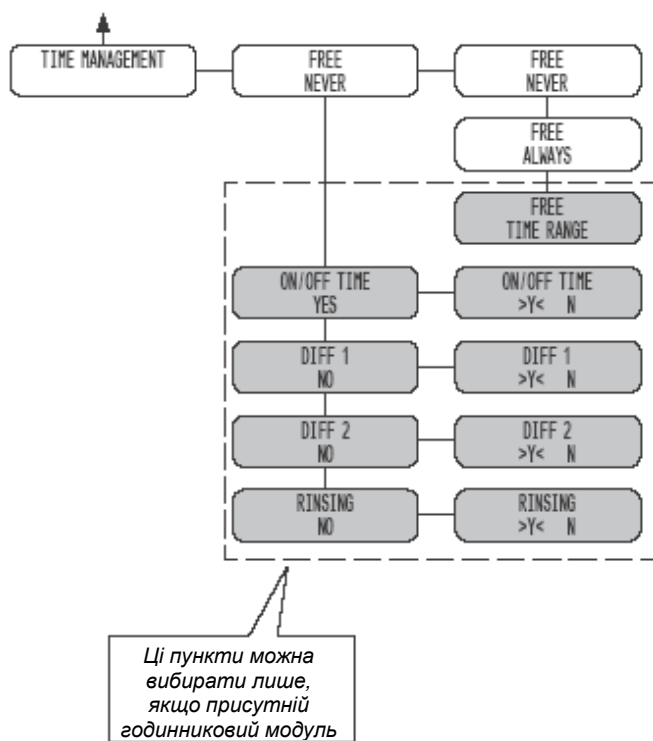 TIME MANAGEMENT
FREE
NEVER
FREE
NEVER
FREE
ALWAYS
FREE
TIME RANGE
ON/OFF TIME
YES
ON/OFF TIME
>Y< N
DIFF 1
NO
DIFF 1
>Y< N
DIFF 2
NO
DIFF 2
>Y< N
RINSING
NO
RINSING
>Y< N
Ці пункти можна
вибирати лише,
якщо присутній
годинниковий модуль